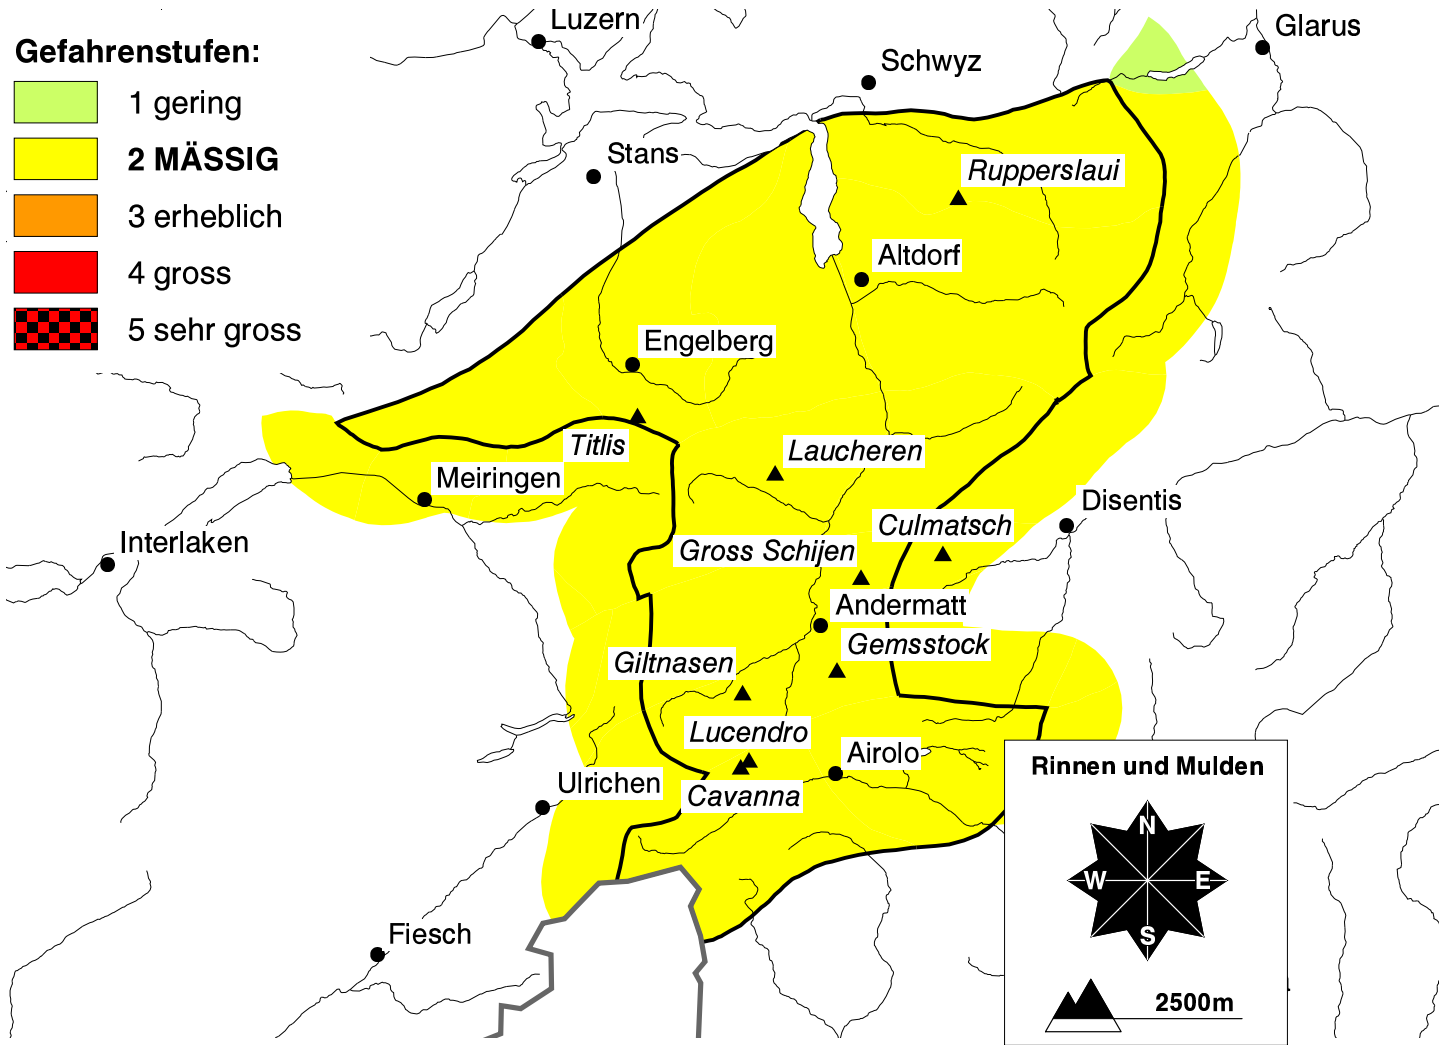 Luzern
Glarus
Gefahrenstufen:
Schwyz
1 gering
2 MÄSSIG
Stans
Rupperslaui
3 erheblich
Altdorf
4 gross
5 sehr gross
Engelberg
Titlis
Laucheren
Meiringen
Disentis
Culmatsch
Interlaken
Gross Schijen
Andermatt
Gemsstock
Giltnasen
Lucendro
Airolo
Rinnen und Mulden
Ulrichen
Cavanna
N
W E
S
Fiesch
2500m